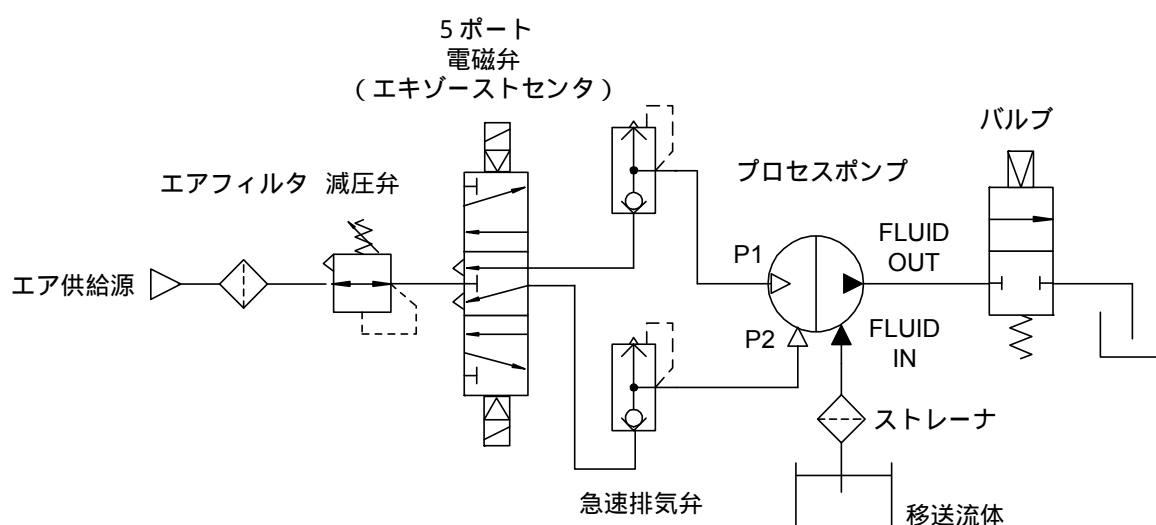 5 ポート
電磁弁
(エキゾーストセンタ)
バルブ
プロセスポンプ
エアフィルタ 減圧弁
エア供給源
P1
FLUID
OUT
P2
FLUID
IN
ストレーナ
急速排気弁
移送流体